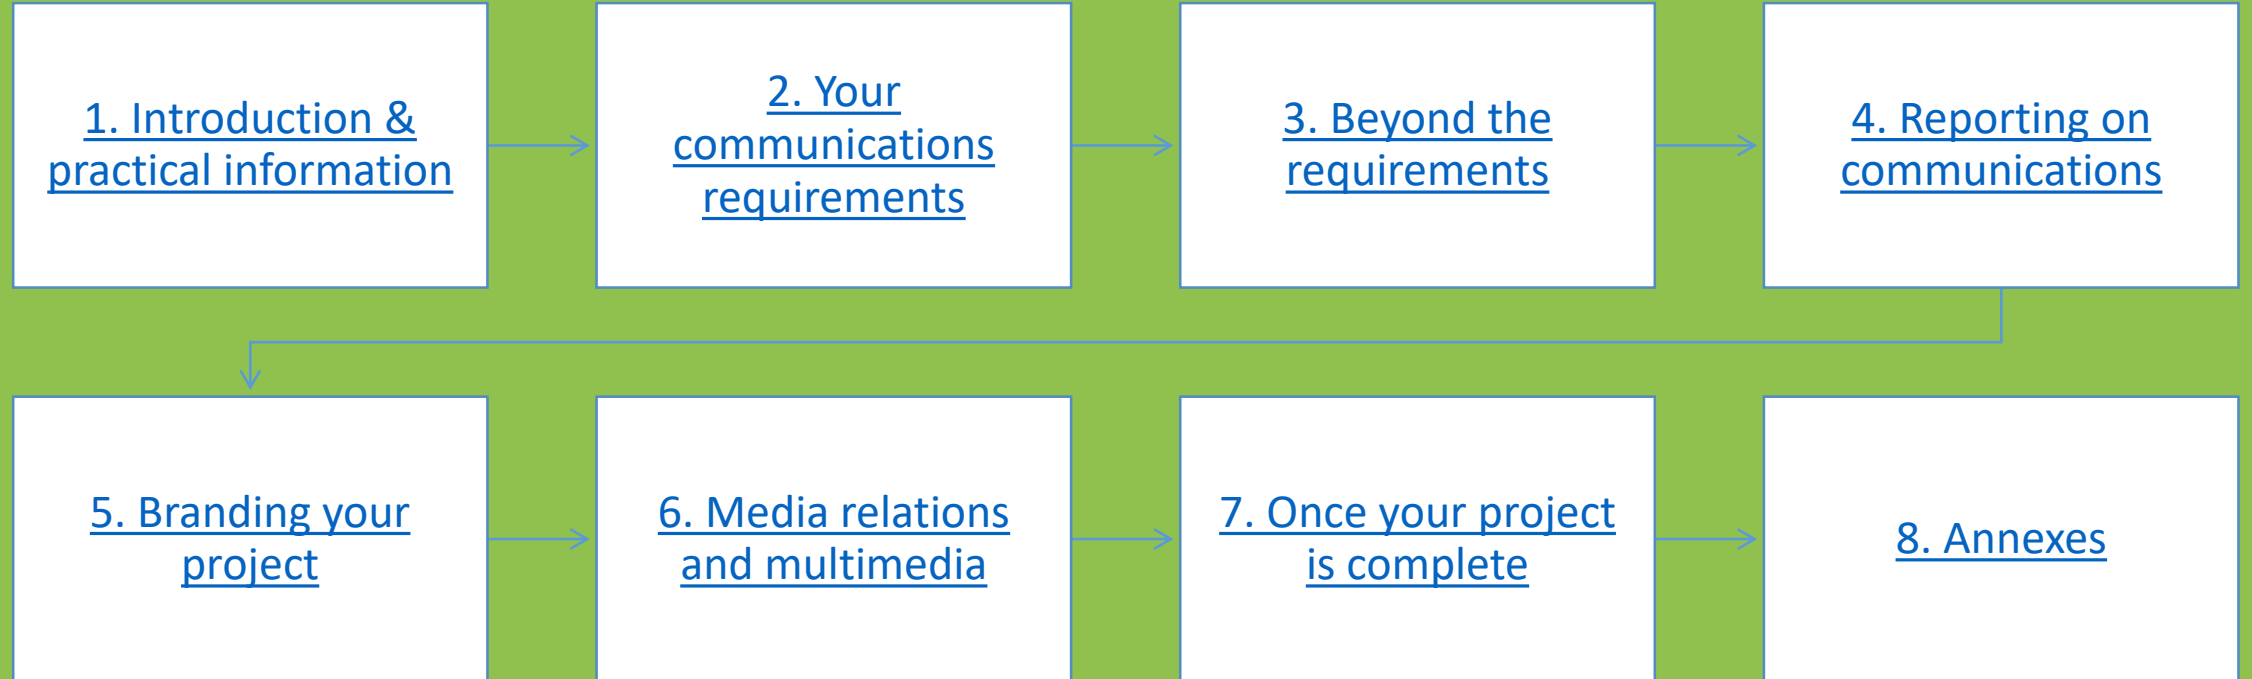 1. Introduction &
practical information
2. Your
communications
requirements
3. Beyond the
requirements
4. Reporting on
communications
5. Branding your
project
6. Media relations
and multimedia
7. Once your project
is complete
8. Annexes